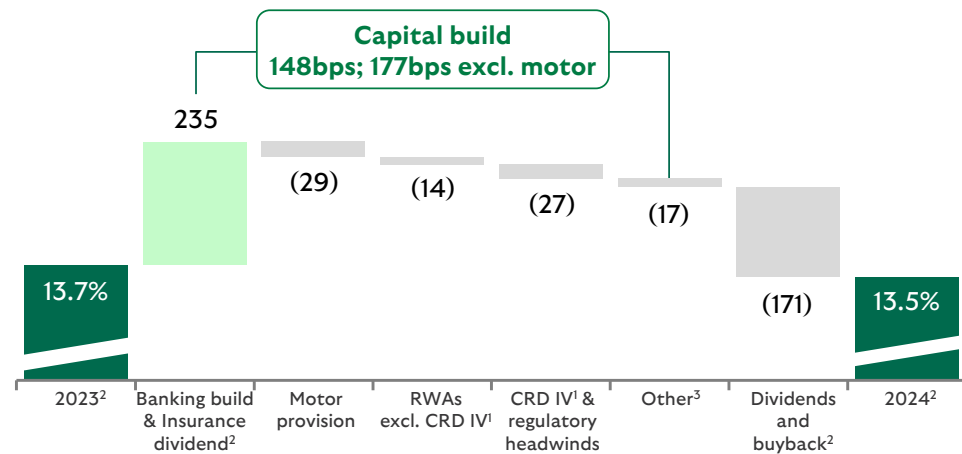 Capital build
148bps; 177bps excl. motor
235
(29)
(14)
(27)
(17)
(171)
13.7%
13.5%
2023²
Banking build
& Insurance
dividend²
Motor
provision
RWAs
excl. CRD IV¹
CRD IV¹ &
regulatory
headwinds
Other³
Dividends
and
buyback²
2024²